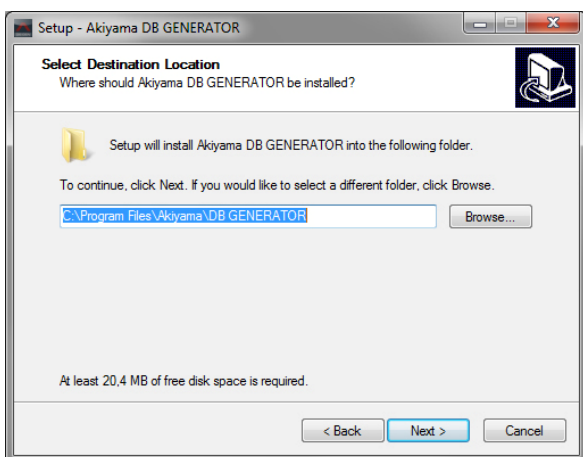 Setup - Akiyama DB GENERATOR
Select Destination Location
Where should Akiyama DB GENERATOR be installed?
Setup will install Akiyama DB GENERATOR into the following folder.
To continue, click Next. If you would like to select a different folder, click Browse.
C:\Program Files\Akiyama\DB GENERATOR
Browse...
At least 20,4 MB of free disk space is required.
< Back
Next >
Cancel